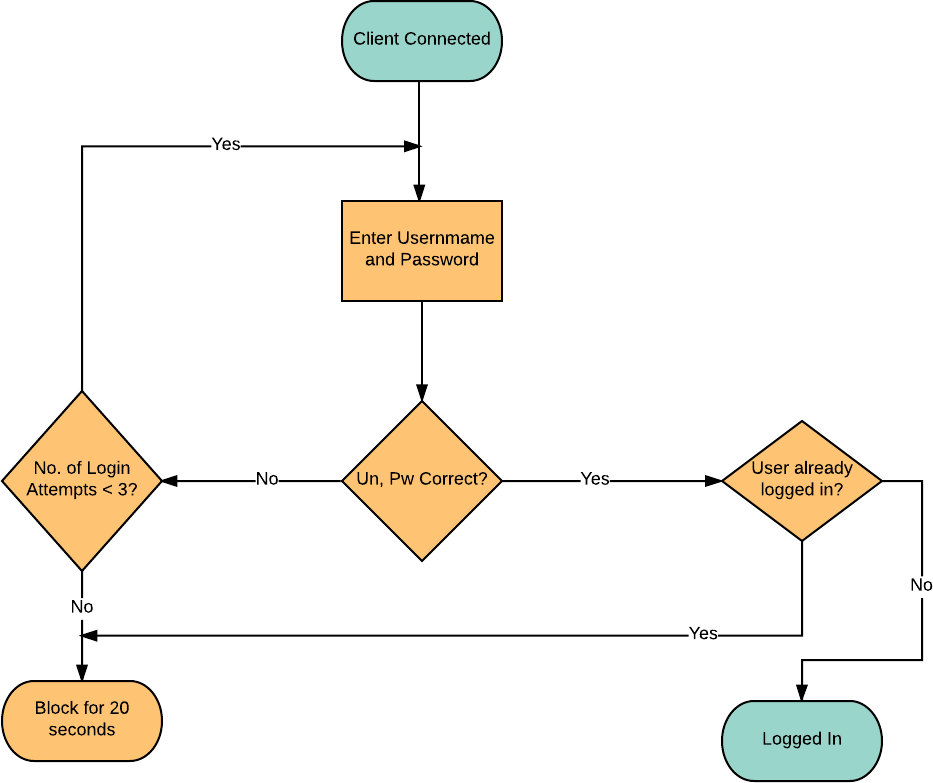 Client Connected
Yes
Enter Usernmame
and Password
No. of Login
Attempts < 3?
No
Un, Pw Correct?
Yes
User already
logged in?
No
No
Yes
Block for 20
seconds
Logged In